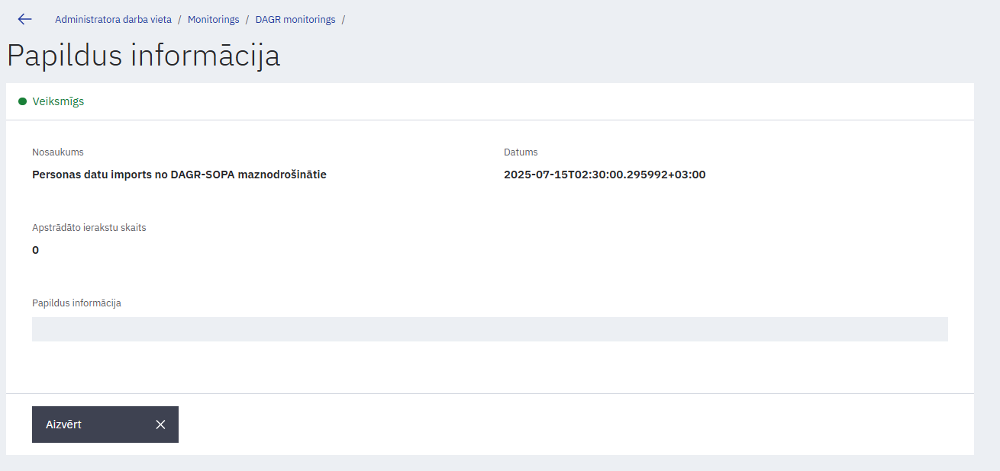 Administratora darba vieta / Monitorings / DAGR monitorings /
Papildus informācija
Veiksmīgs
Nosaukums
Datums
Personas datu imports no DAGR-SOPA maznodrošinātie
2025-07-15T02:30:00.295992+03:00
Apstrādāto ierakstu skaits
0
Papildus informācija
Aizvērt